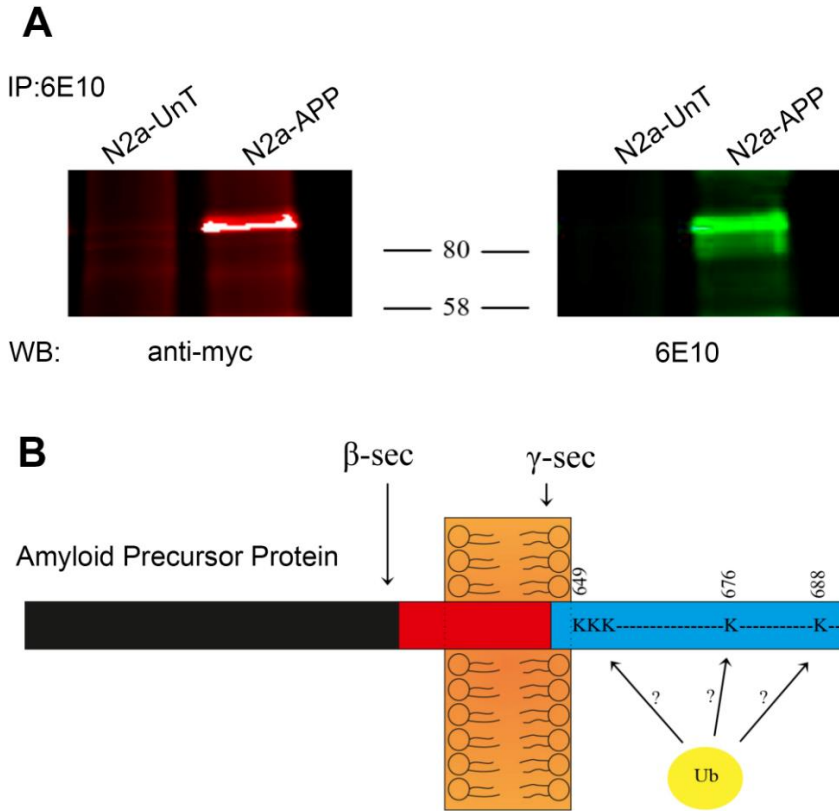 A
IP:6E10
N2a-UnT N2a-APP N2a-UnT N2a-APP
80
58
WB: anti-myc 6E10
B
β-sec γ-sec
Amyloid Precursor Protein
649 676 688
KKK---------------K----------K--
? ? ?
Ub